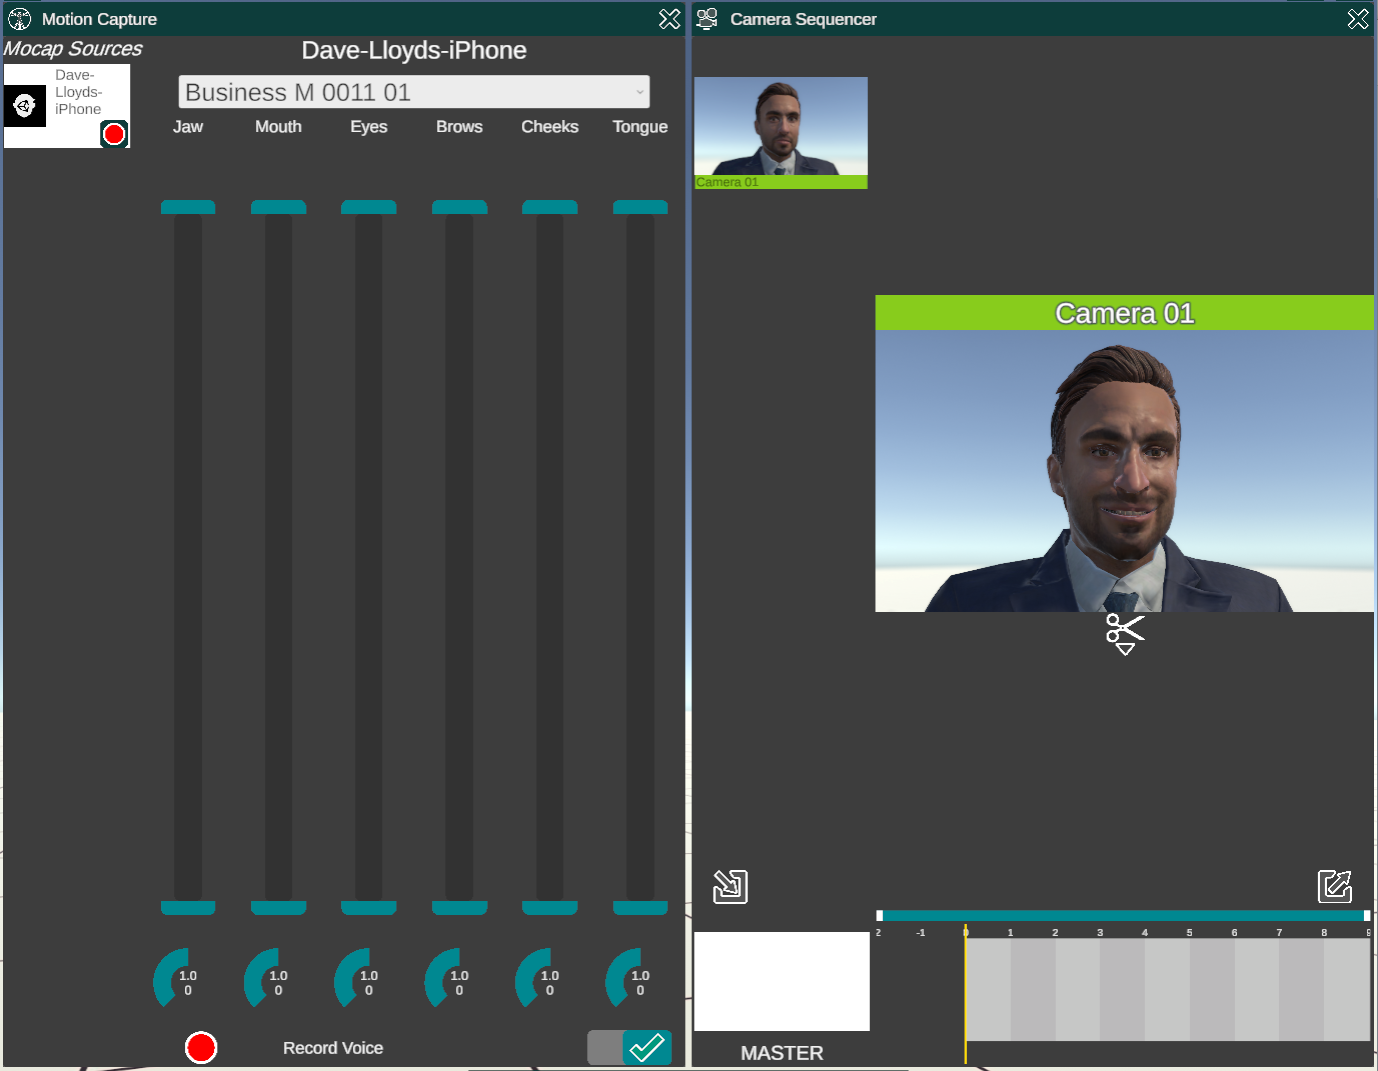 Motion Capture
Mocap Sources
Dave-Lloyds-iPhone
Dave-
Lloyds-
iPhone
Business M 0011 01
Jaw Mouth Eyes Brows Cheeks Tongue
1.0 1.0 1.0 1.0 1.0 1.0
0 0 0 0 0 0
Record Voice
Camera Sequencer
Camera 01
Camera 01
2 -1 0 1 2 3 4 5 6 7 8 9
MASTER